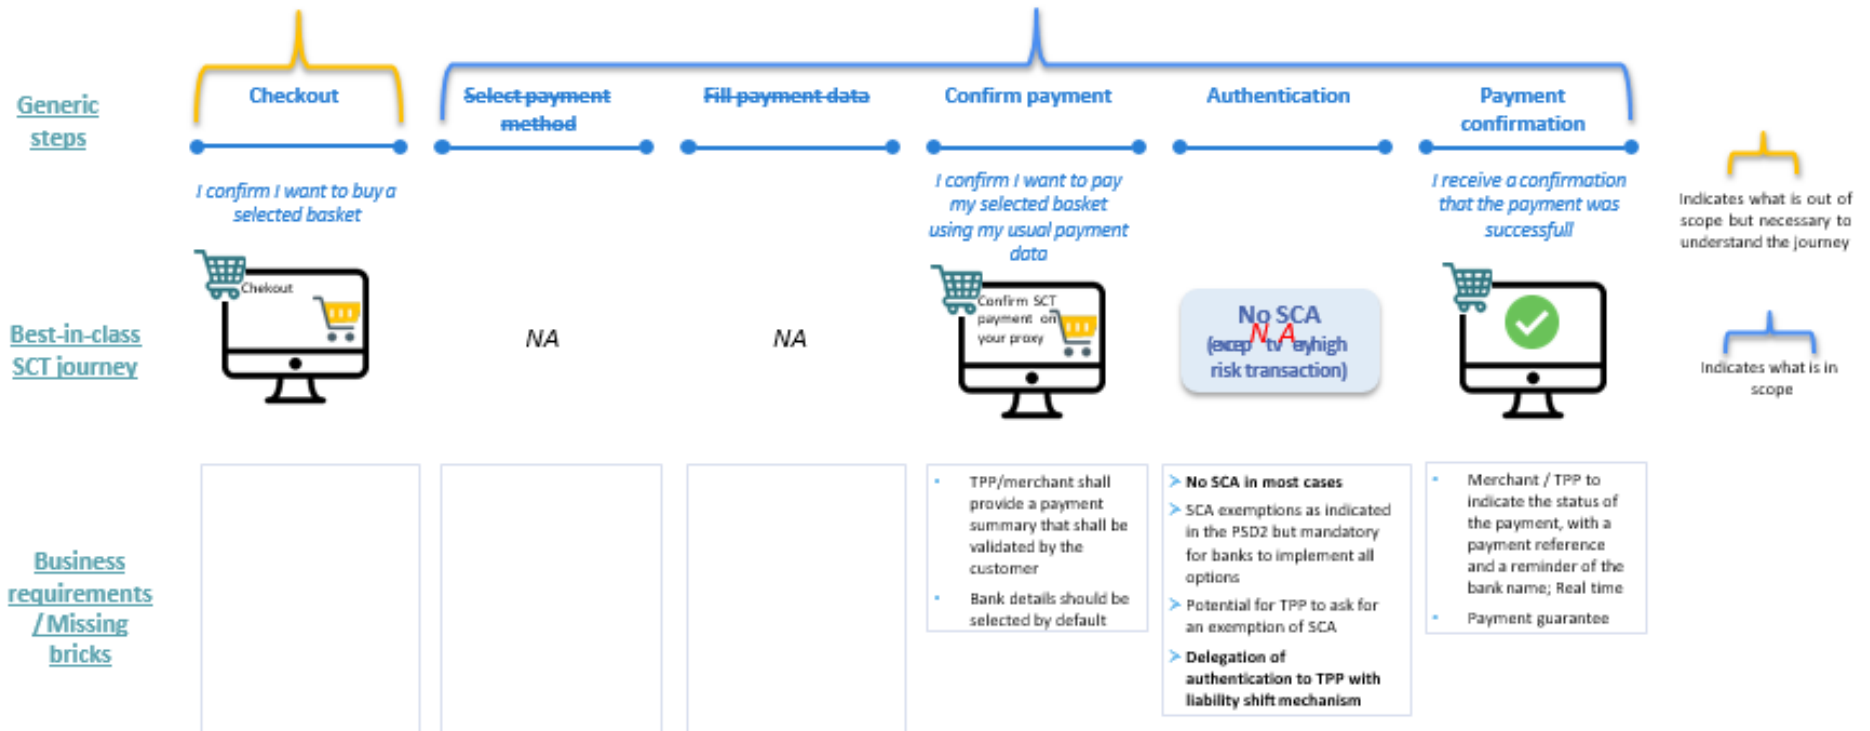 Generic
steps
Checkout
Select payment
method
Fill payment data
Confirm payment
Authentication
Payment
confirmation
I confirm I want to buy a
selected basket
I confirm I want to pay
my selected basket
using my usual payment
data
I receive a confirmation
that the payment was
successfull
Indicates what is out of
scope but necessary to
understand the journey
Best-in-class
SCT journey
Chekout
NA
NA
Confirm SCT
payment on
your proxy
No SCA
N A
(excep tv eryhigh
risk transaction)
Indicates what is in
scope
Business
requirements
/ Missing
bricks
TPP/merchant shall
provide a payment
summary that shall be
validated by the
customer
Bank details should be
selected by default
No SCA in most cases
SCA exemptions as indicated
in the PSD2 but mandatory
for banks to implement all
options
Potential for TPP to ask for
an exemption of SCA
Delegation of
authentication to TPP with
liability shift mechanism
Merchant / TPP to
indicate the status of
the payment, with a
payment reference
and a reminder of the
bank name; Real time
Payment guarantee